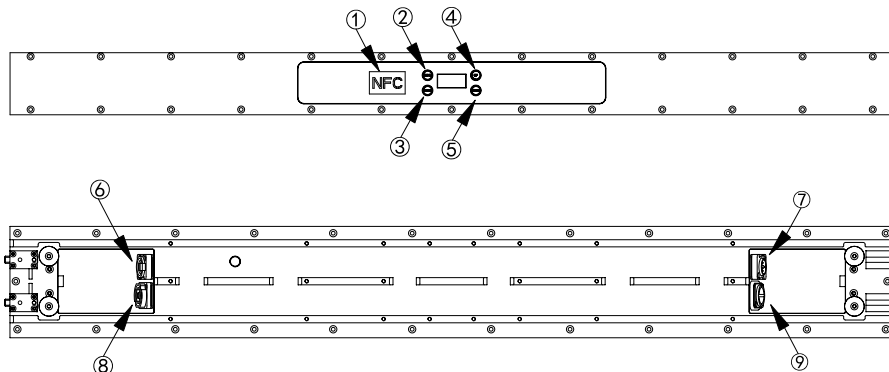 ① ② ④
NFC
③ ⑤
⑥ ⑦
⑧ ⑨